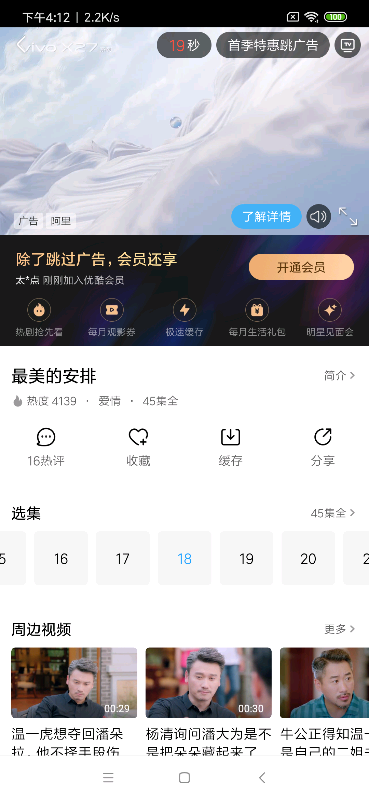 下午4:12 | 2.2K/s
100
vivo X27
19秒
首季特惠跳广告
TV
广告
阿里
了解详情
除了跳过广告，会员还享
太*点 刚刚加入优酷会员
开通会员
热剧抢先看
每月观影券
极速缓存
每月生活礼包
明星见面会
最美的安排
简介
热度 4139 · 爱情 · 45集全
16热评
收藏
缓存
分享
选集
45集全
5
16
17
18
19
20
2
周边视频
更多
00:29
00:30
温一虎想夺回潘朵
拉，他不择手段伤
杨清询问潘大为是不
是把朵朵藏起来了
牛公正得知温一
是自己的二姐夫